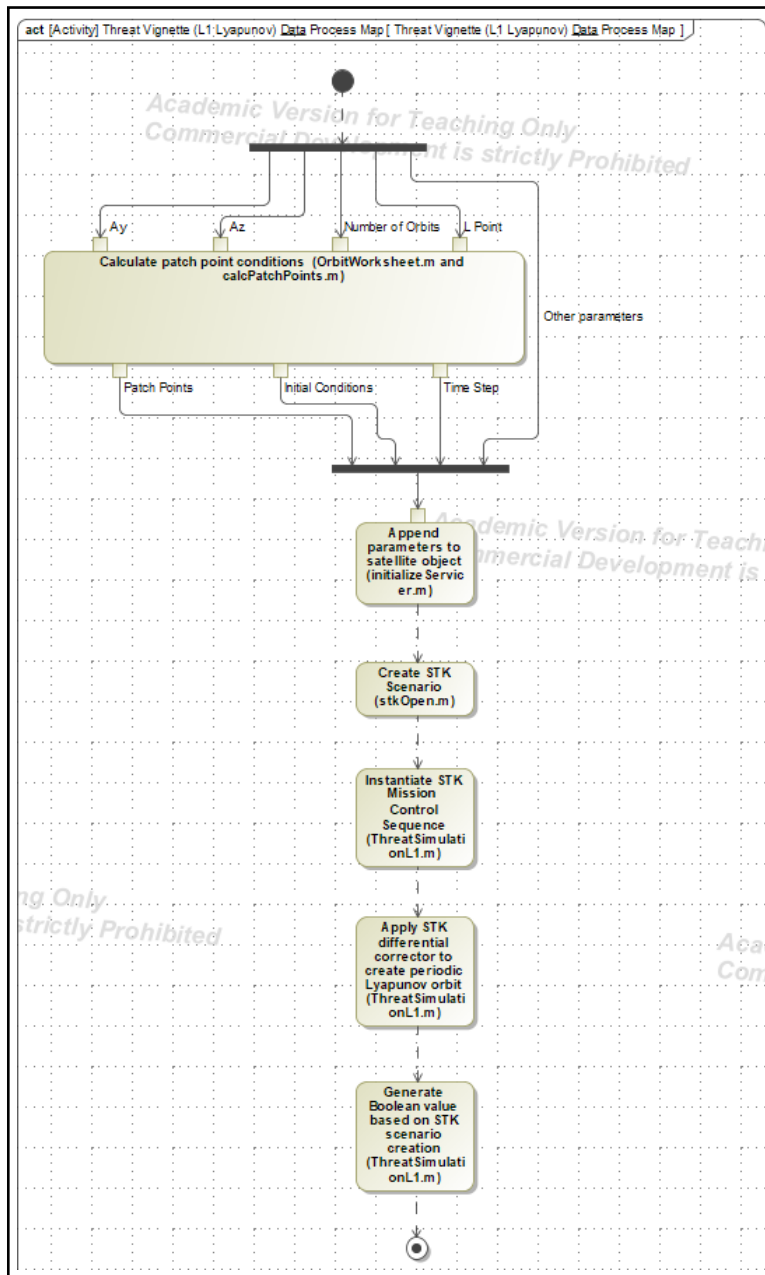 act [Activity] Threat Vignette (L1 Lyapunov) Data Process Map [ Threat Vignette (L1 Lyapunov) Data Process Map ]
Academic Version for Teaching Only
Commercial Development is strictly Prohibited
Ay
Az
Number of Orbits
L Point
Calculate patch point conditions (OrbitWorksheet.m and
calcPatchPoints.m)
Other parameters
Patch Points
Initial Conditions
Time Step
Academic Version for Teach
mmercial Development is
Append
parameters to
satellite object
(initializeServic
er.m)
Create STK
Scenario
(stkOpen.m)
Instantiate STK
Mission
Control
Sequence
(ThreatSimulati
onL1.m)
ng Only
strictly Prohibited
Apply STK
differential
corrector to
create periodic
Lyapunov orbit
(ThreatSimulati
onL1.m)
Aca
Com
Generate
Boolean value
based on STK
scenario
creation
(ThreatSimulati
onL1.m)